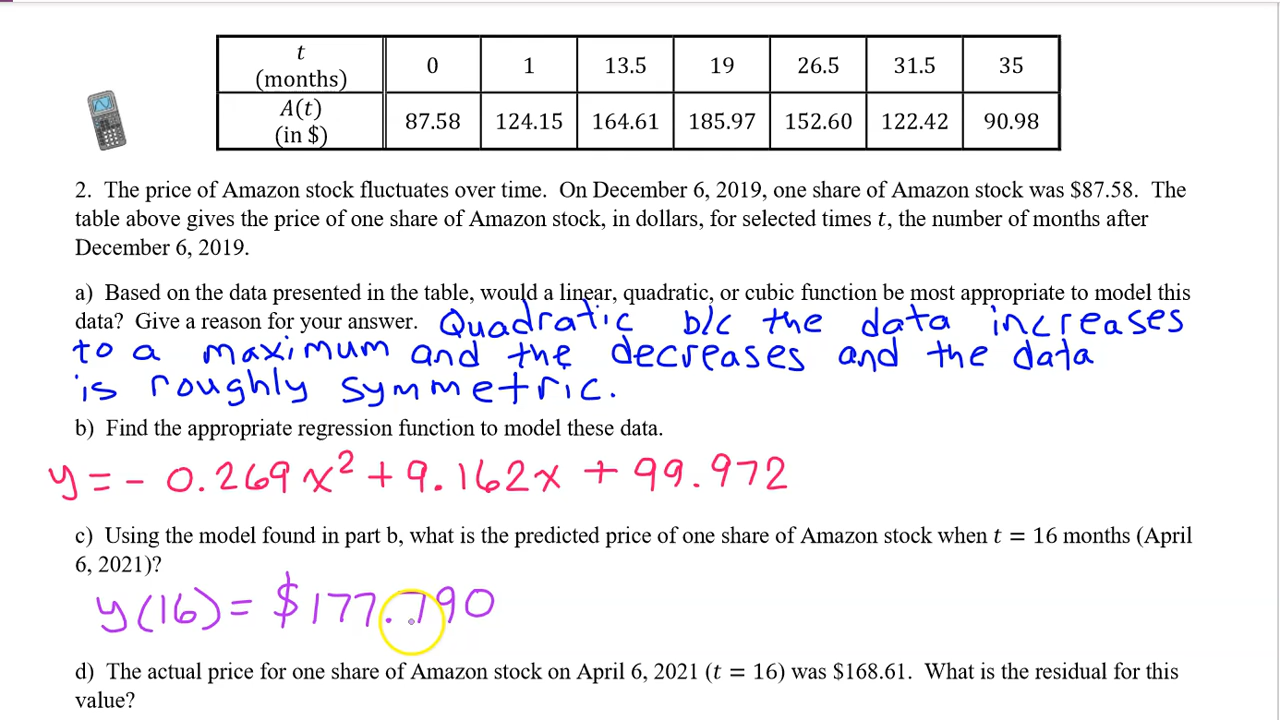 t (months) 0 1 13.5 19 26.5 31.5 35
A(t) (in $) 87.58 124.15 164.61 185.97 152.60 122.42 90.98
2. The price of Amazon stock fluctuates over time. On December 6, 2019, one share of Amazon stock was $87.58. The
table above gives the price of one share of Amazon stock, in dollars, for selected times t, the number of months after
December 6, 2019.
a) Based on the data presented in the table, would a linear, quadratic, or cubic function be most appropriate to model this
data? Give a reason for your answer. Quadratic b/c the data increases
to a maximum and the decreases and the data
is roughly symmetric.
b) Find the appropriate regression function to model these data.
y = - 0.269x² + 9.162x + 99.972
c) Using the model found in part b, what is the predicted price of one share of Amazon stock when t = 16 months (April
6, 2021)?
y(16) = $177.790
d) The actual price for one share of Amazon stock on April 6, 2021 (t = 16) was $168.61. What is the residual for this
value?